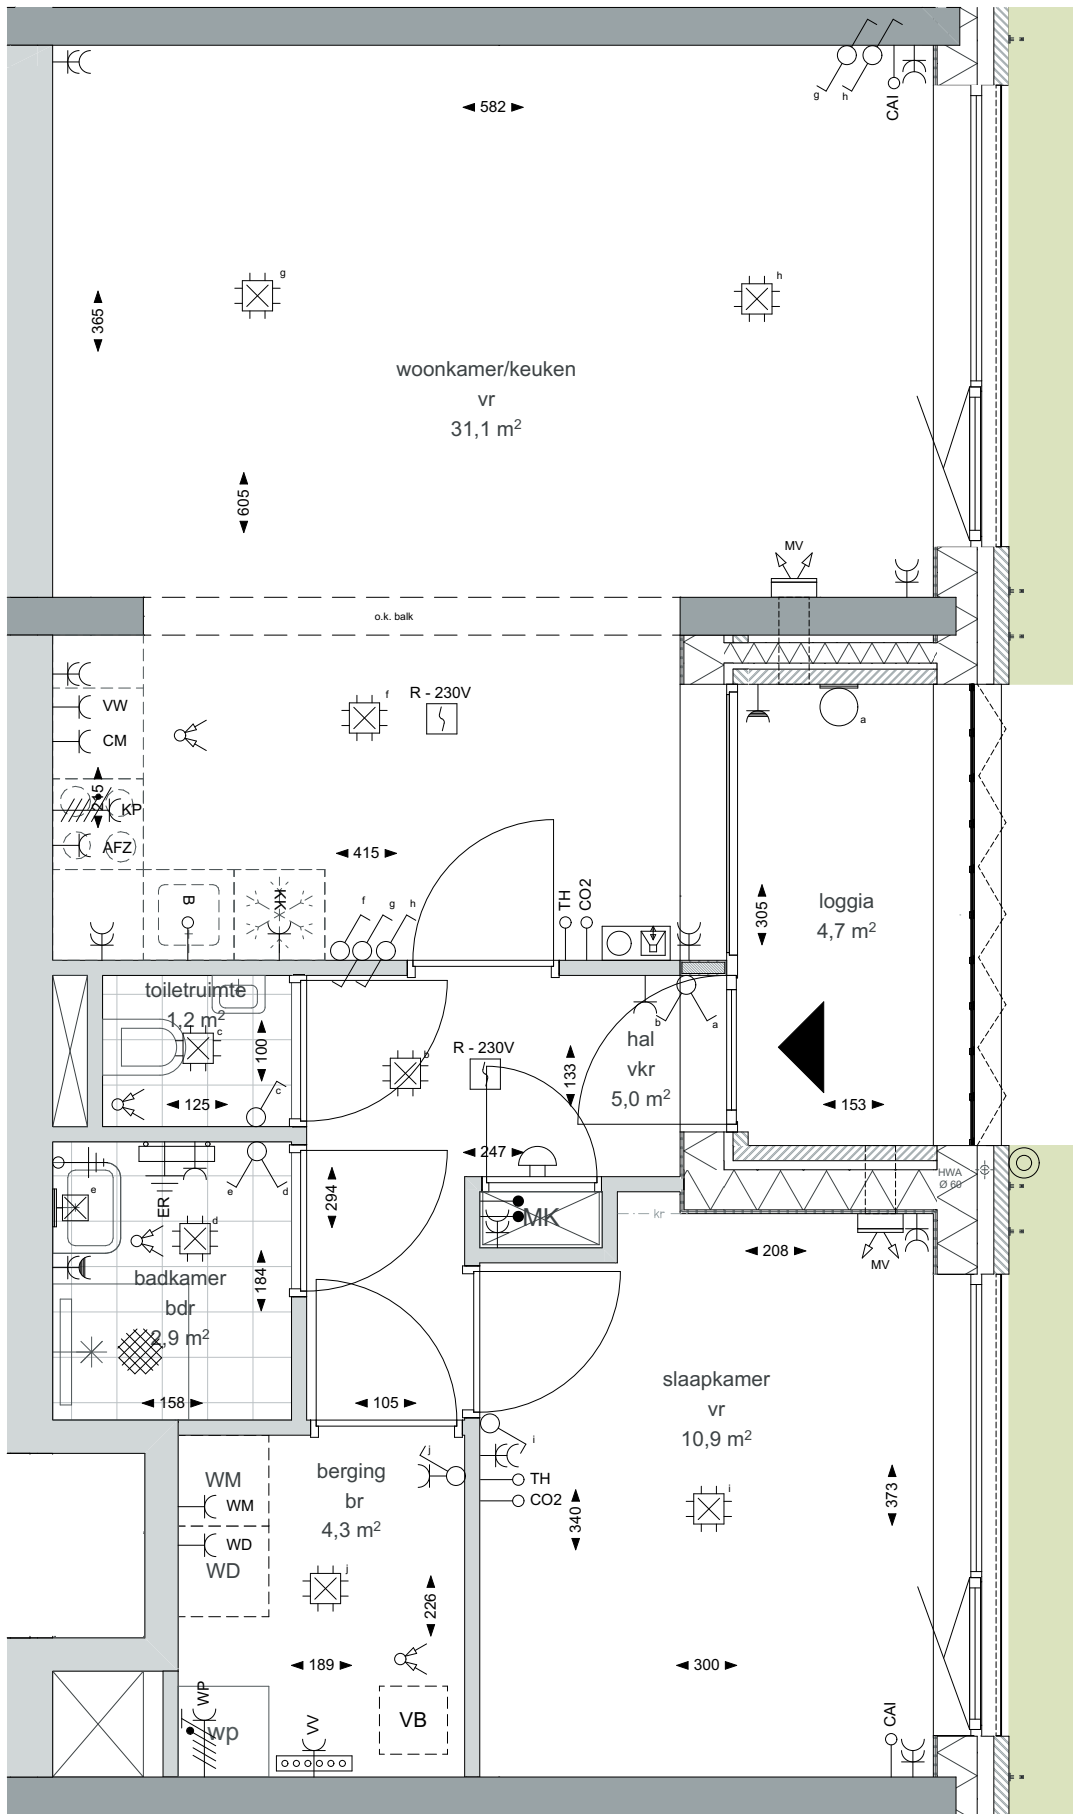 582
g
h
CAI
g
h
365
woonkamer/keuken
vr
31,1 m²
605
MV
o.k. balk
f
R - 230V
VW
CM
215
KP
AFZ
415
B
KK
f
g
h
TH
CO2
305
loggia
4,7 m²
a
toiletruimte
1,2 m²
c
100
125
c
b
R - 230V
133
hal
vkr
5,0 m²
b
a
153
247
HWA
Ø 60
MK
kr
e
ER
e
d
d
294
184
badkamer
bdr
2,9 m²
158
105
208
MV
slaapkamer
vr
10,9 m²
i
j
TH
CO2
340
i
373
WM
WM
WD
WD
berging
br
4,3 m²
j
226
189
300
WP
wp
VV
VB
CAI